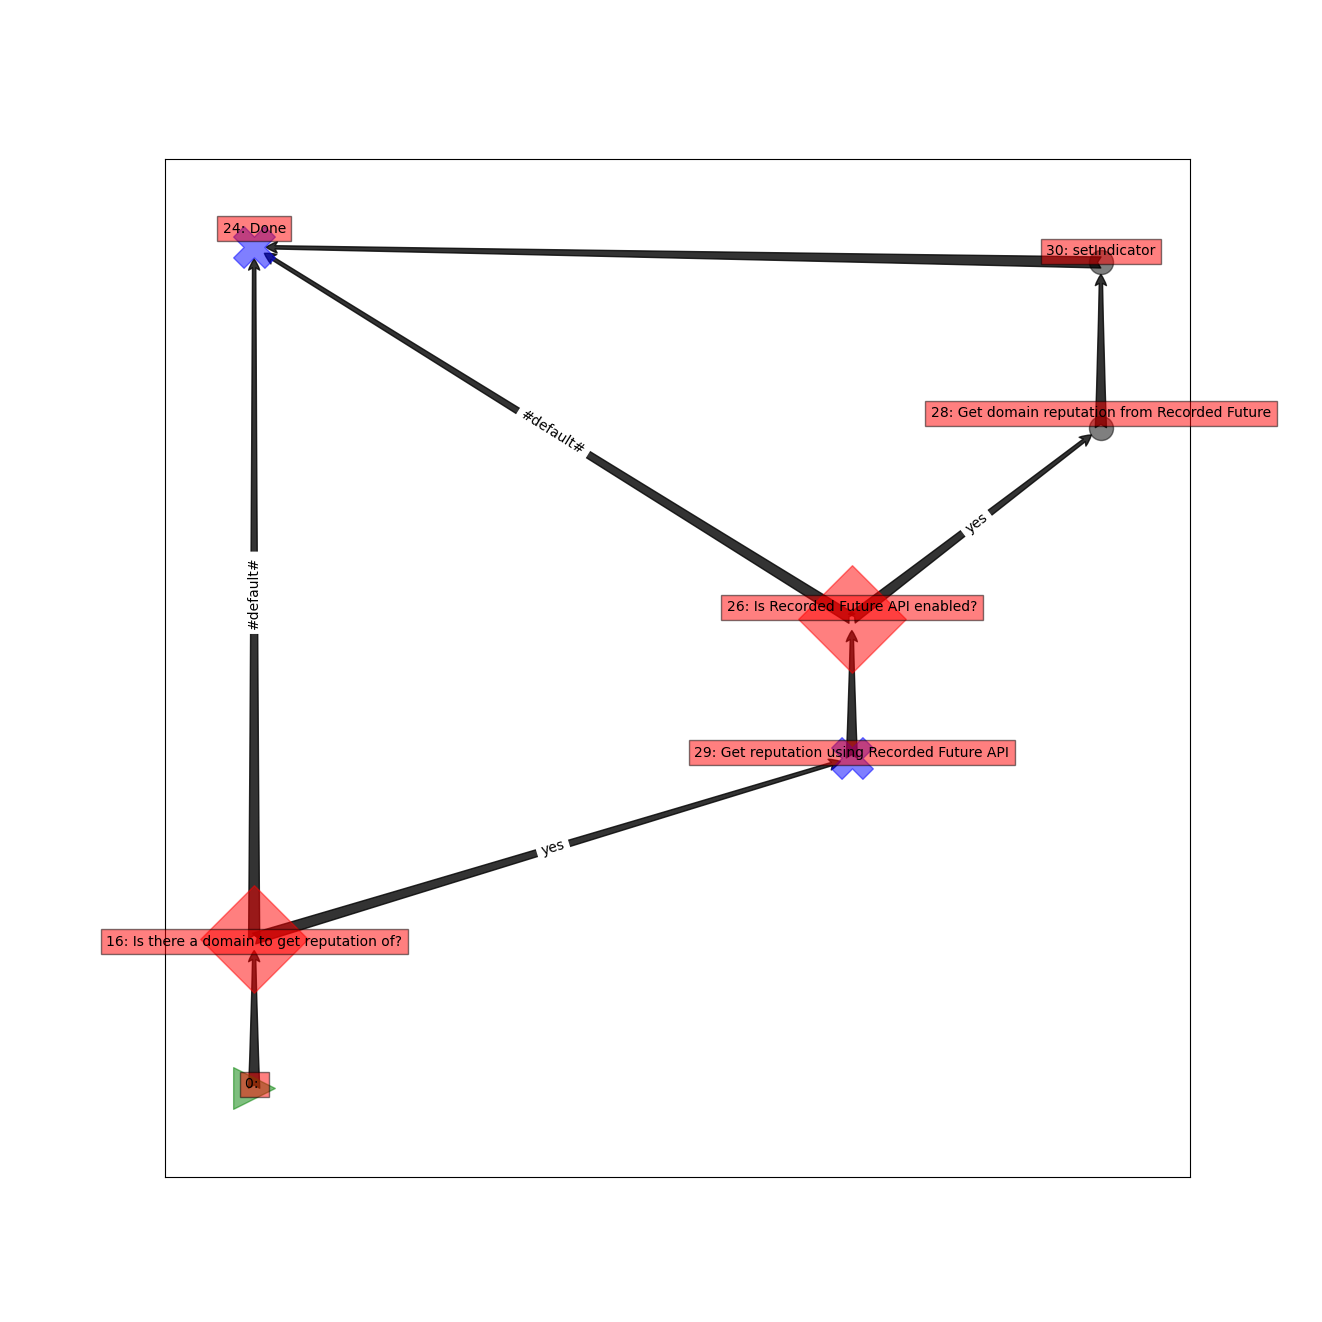 24: Done
30: setIndicator
28: Get domain reputation from Recorded Future
#default#
yes
#default#
26: Is Recorded Future API enabled?
29: Get reputation using Recorded Future API
yes
16: Is there a domain to get reputation of?
0: